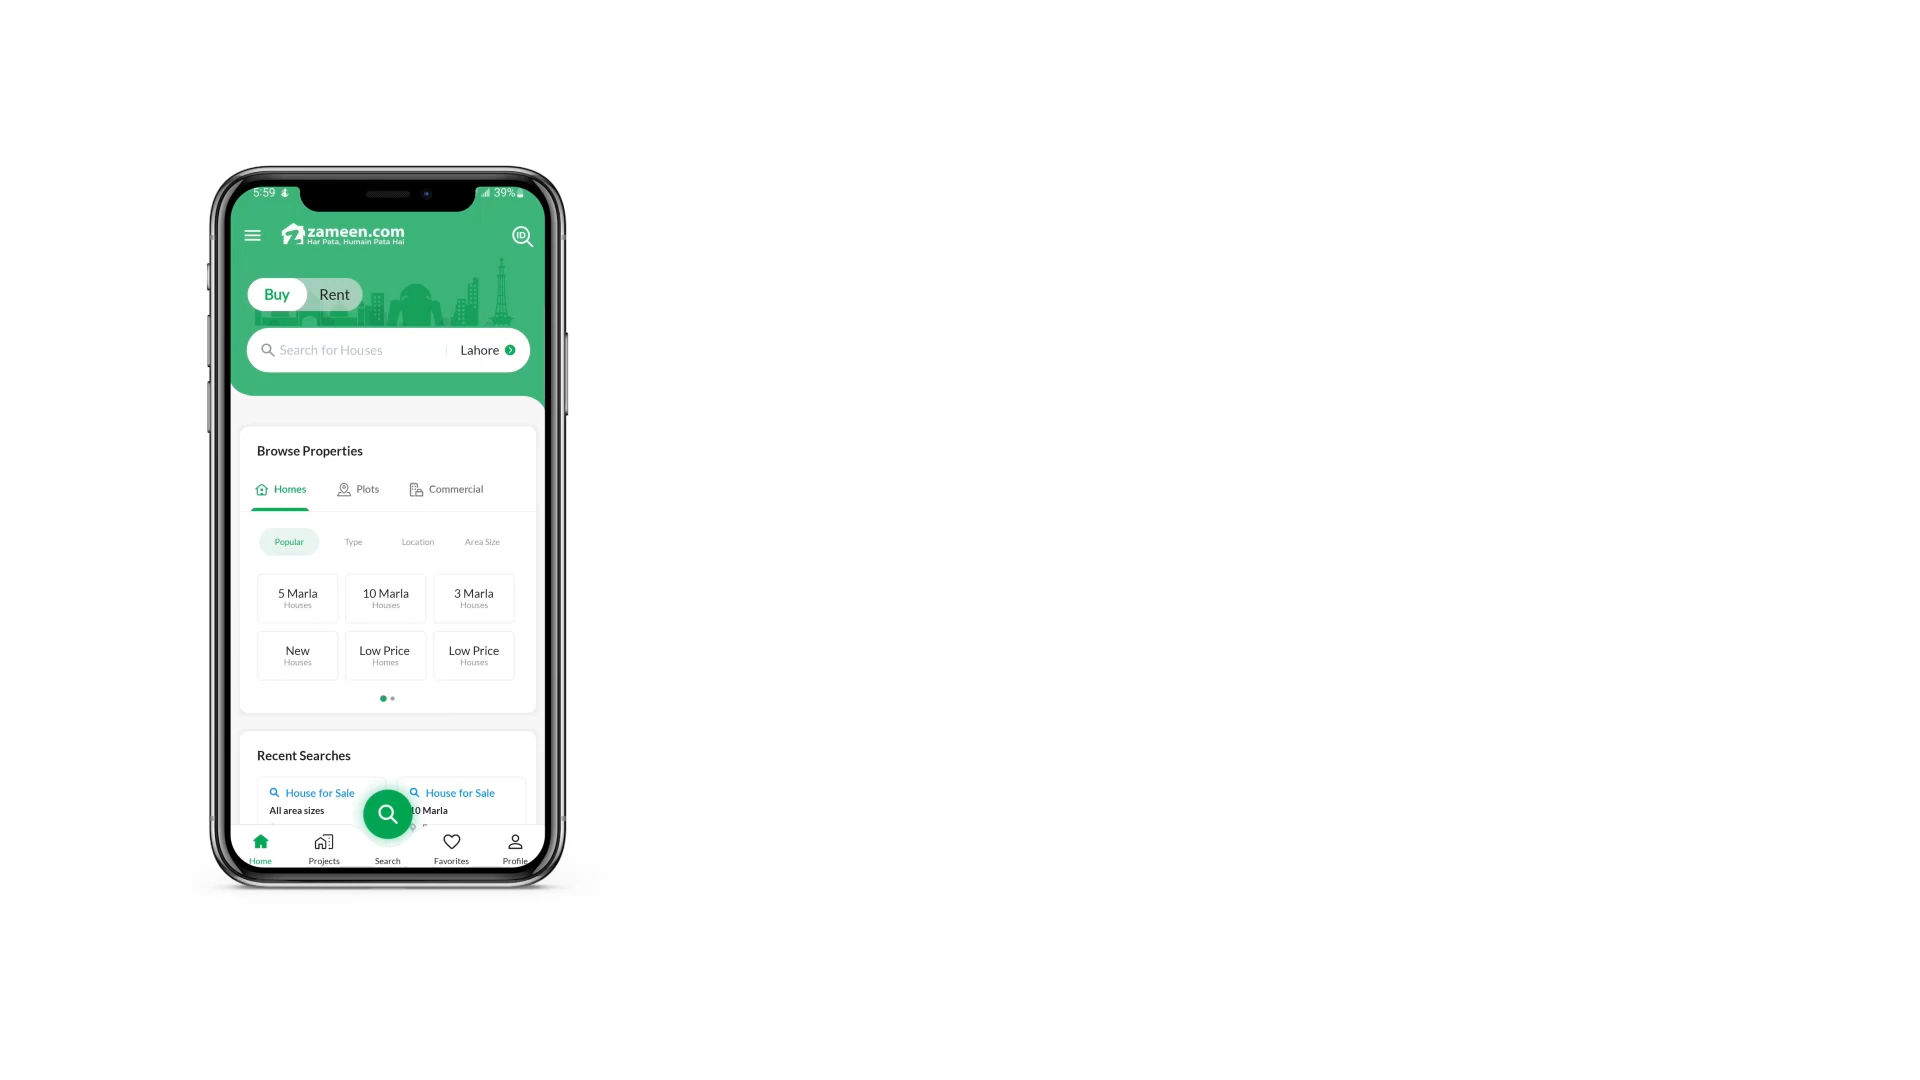 5:59
39%
zameen.com
Har Pata, Humain Pata Hai
ID
Buy Rent
Search for Houses Lahore
Browse Properties
Homes Plots Commercial
Popular Type Location Area Size
5 Marla 10 Marla 3 Marla
Houses Houses Houses
New Low Price Low Price
Houses Homes Houses
Recent Searches
House for Sale House for Sale
All area sizes 10 Marla
Home Projects Search Favorites Profile